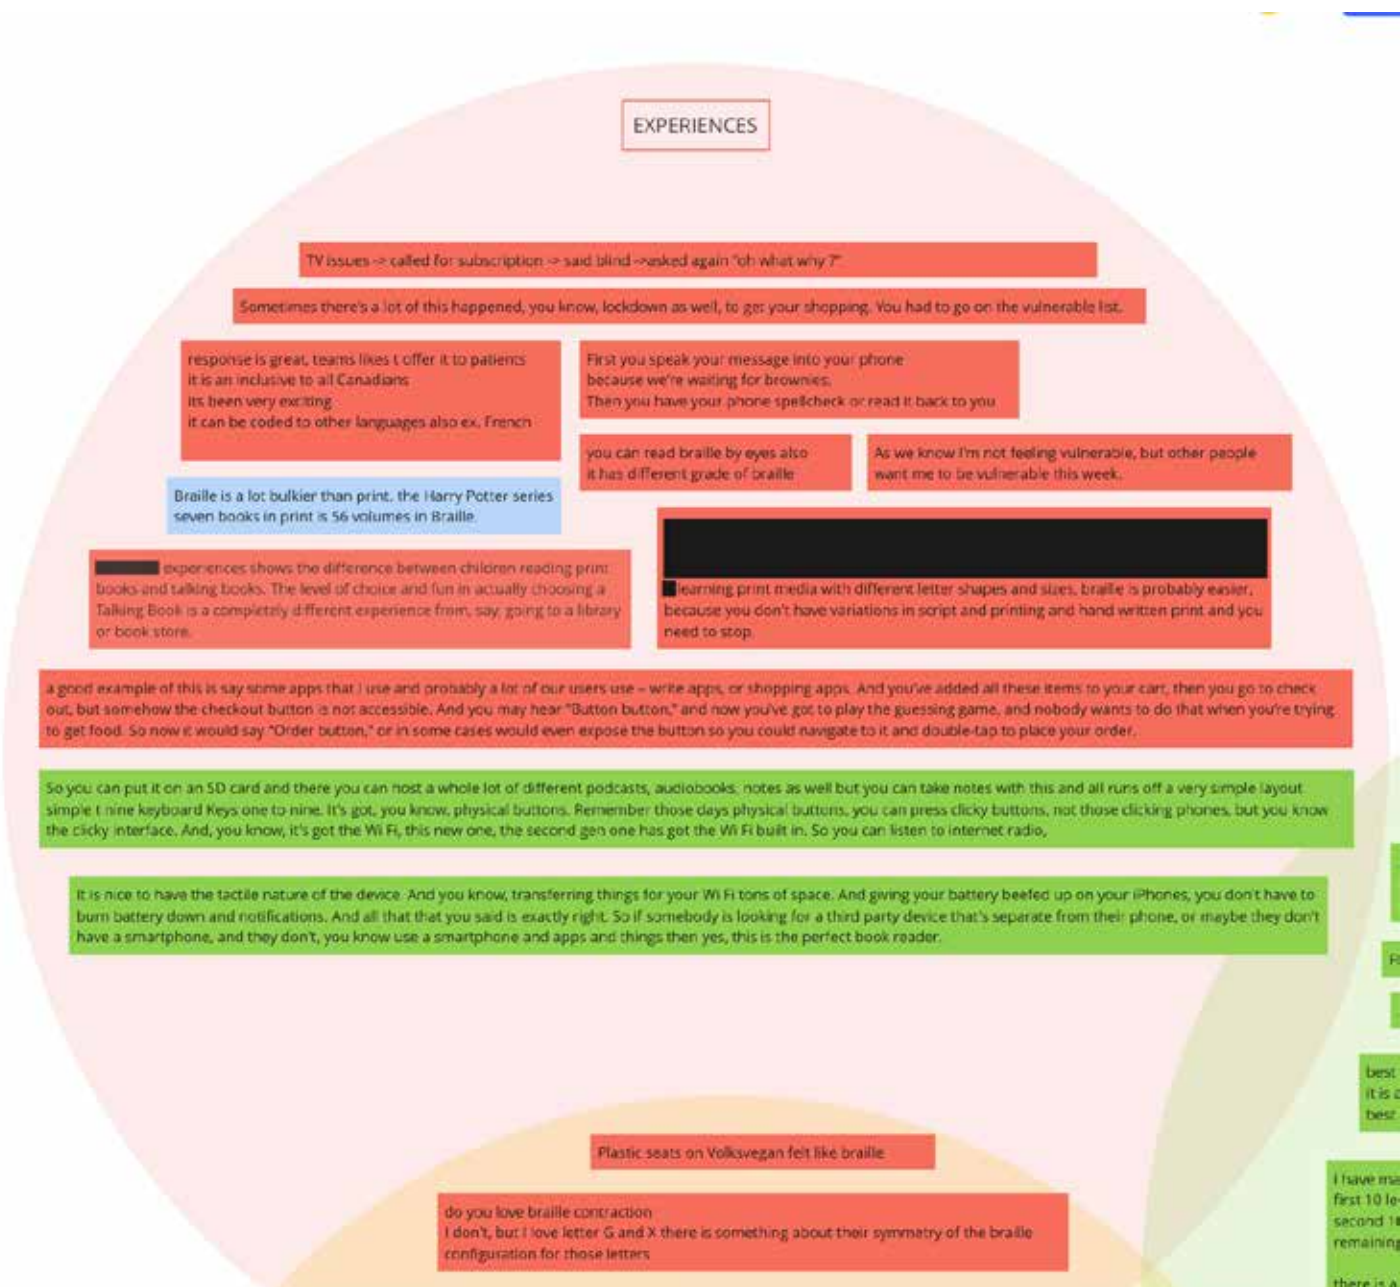 EXPERIENCES
TV issues -> called for subscription -> said blind ->asked again "oh what why ?"
Sometimes there's a lot of this happened, you know, lockdown as well, to get your shopping. You had to go on the vulnerable list.
response is great, teams likes t offer it to patients
it is an inclusive to all Canadians
its been very exciting
it can be coded to other languages also ex. French
First you speak your message into your phone
because we're waiting for brownies.
Then you have your phone spellcheck or read it back to you
you can read braille by eyes also
it has different grade of braille
As we know I'm not feeling vulnerable, but other people
want me to be vulnerable this week.
Braille is a lot bulkier than print. the Harry Potter series
seven books in print is 56 volumes in Braille.
experiences shows the difference between children reading print
books and talking books. The level of choice and fun in actually choosing a
Talking Book is a completely different experience from, say, going to a library
or book store.
learning print media with different letter shapes and sizes, braille is probably easier,
because you don't have variations in script and printing and hand written print and you
need to stop.
a good example of this is say some apps that I use and probably a lot of our users use – write apps, or shopping apps. And you've added all these items to your cart, then you go to check
out, but somehow the checkout button is not accessible. And you may hear "Button button," and now you've got to play the guessing game, and nobody wants to do that when you're trying
to get food. So now it would say "Order button," or in some cases would even expose the button so you could navigate to it and double-tap to place your order.
So you can put it on an SD card and there you can host a whole lot of different podcasts, audiobooks, notes as well but you can take notes with this and all runs off a very simple layout
simple t nine keyboard Keys one to nine. It's got, you know, physical buttons. Remember those days physical buttons, you can press clicky buttons, not those clicking phones, but you know
the clicky interface. And, you know, it's got the Wi Fi, this new one, the second gen one has got the Wi Fi built in. So you can listen to internet radio,
It is nice to have the tactile nature of the device. And you know, transferring things for your Wi Fi tons of space. And giving your battery beefed up on your iPhones, you don't have to
burn battery down and notifications. And all that that you said is exactly right. So if somebody is looking for a third party device that's separate from their phone, or maybe they don't
have a smartphone, and they don't, you know use a smartphone and apps and things then yes, this is the perfect book reader.
best
it is
best
Plastic seats on Volksvegan felt like braille
do you love braille contraction
I don't, but I love letter G and X there is something about their symmetry of the braille
configuration for those letters
I have
first 10
second
remaining
there is a